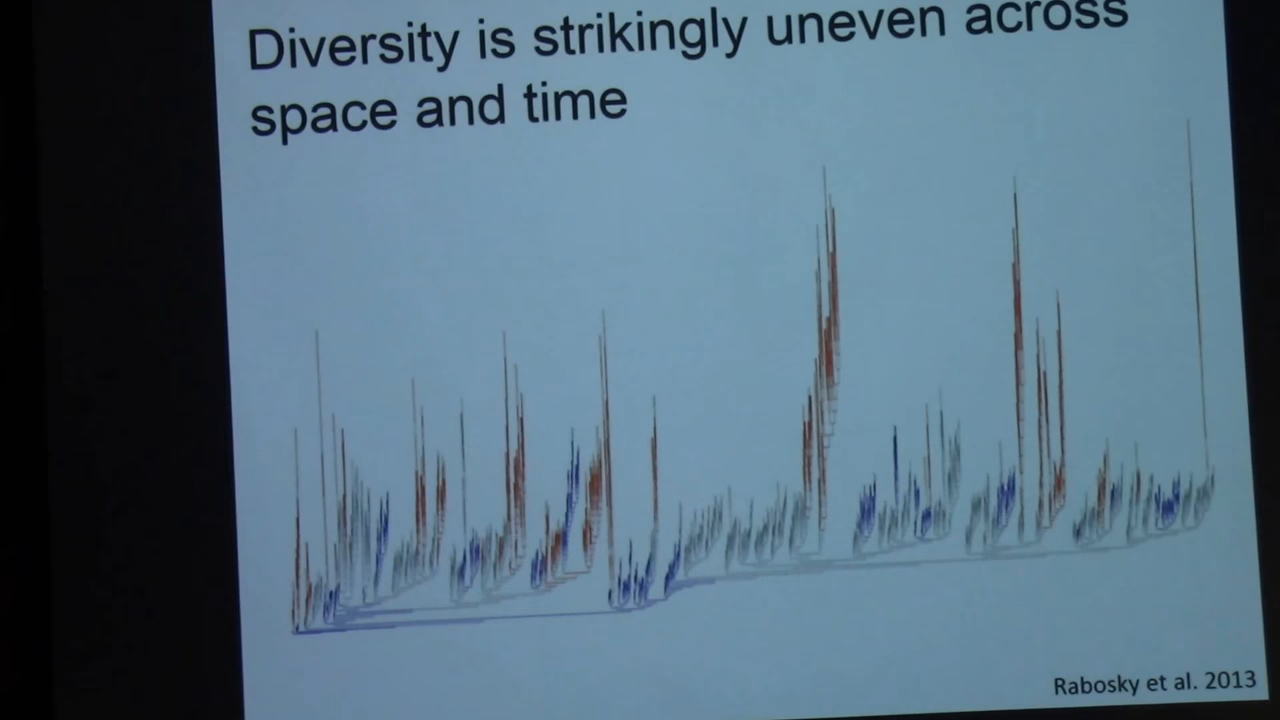 Diversity is strikingly uneven across
space and time
Rabosky et al. 2013